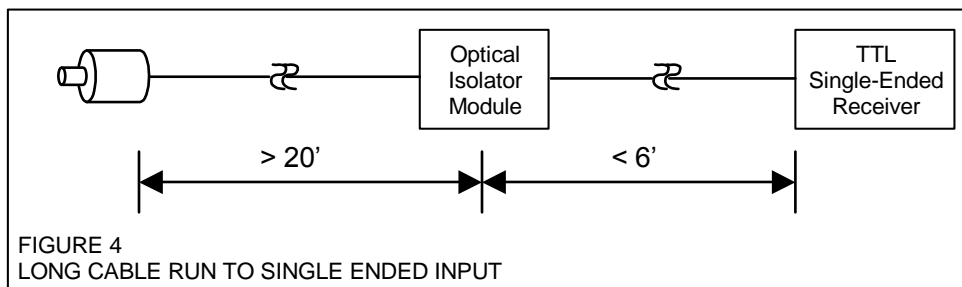 Optical
Isolator
Module
TTL
Single-Ended
Receiver
> 20’
< 6’
FIGURE 4
LONG CABLE RUN TO SINGLE ENDED INPUT